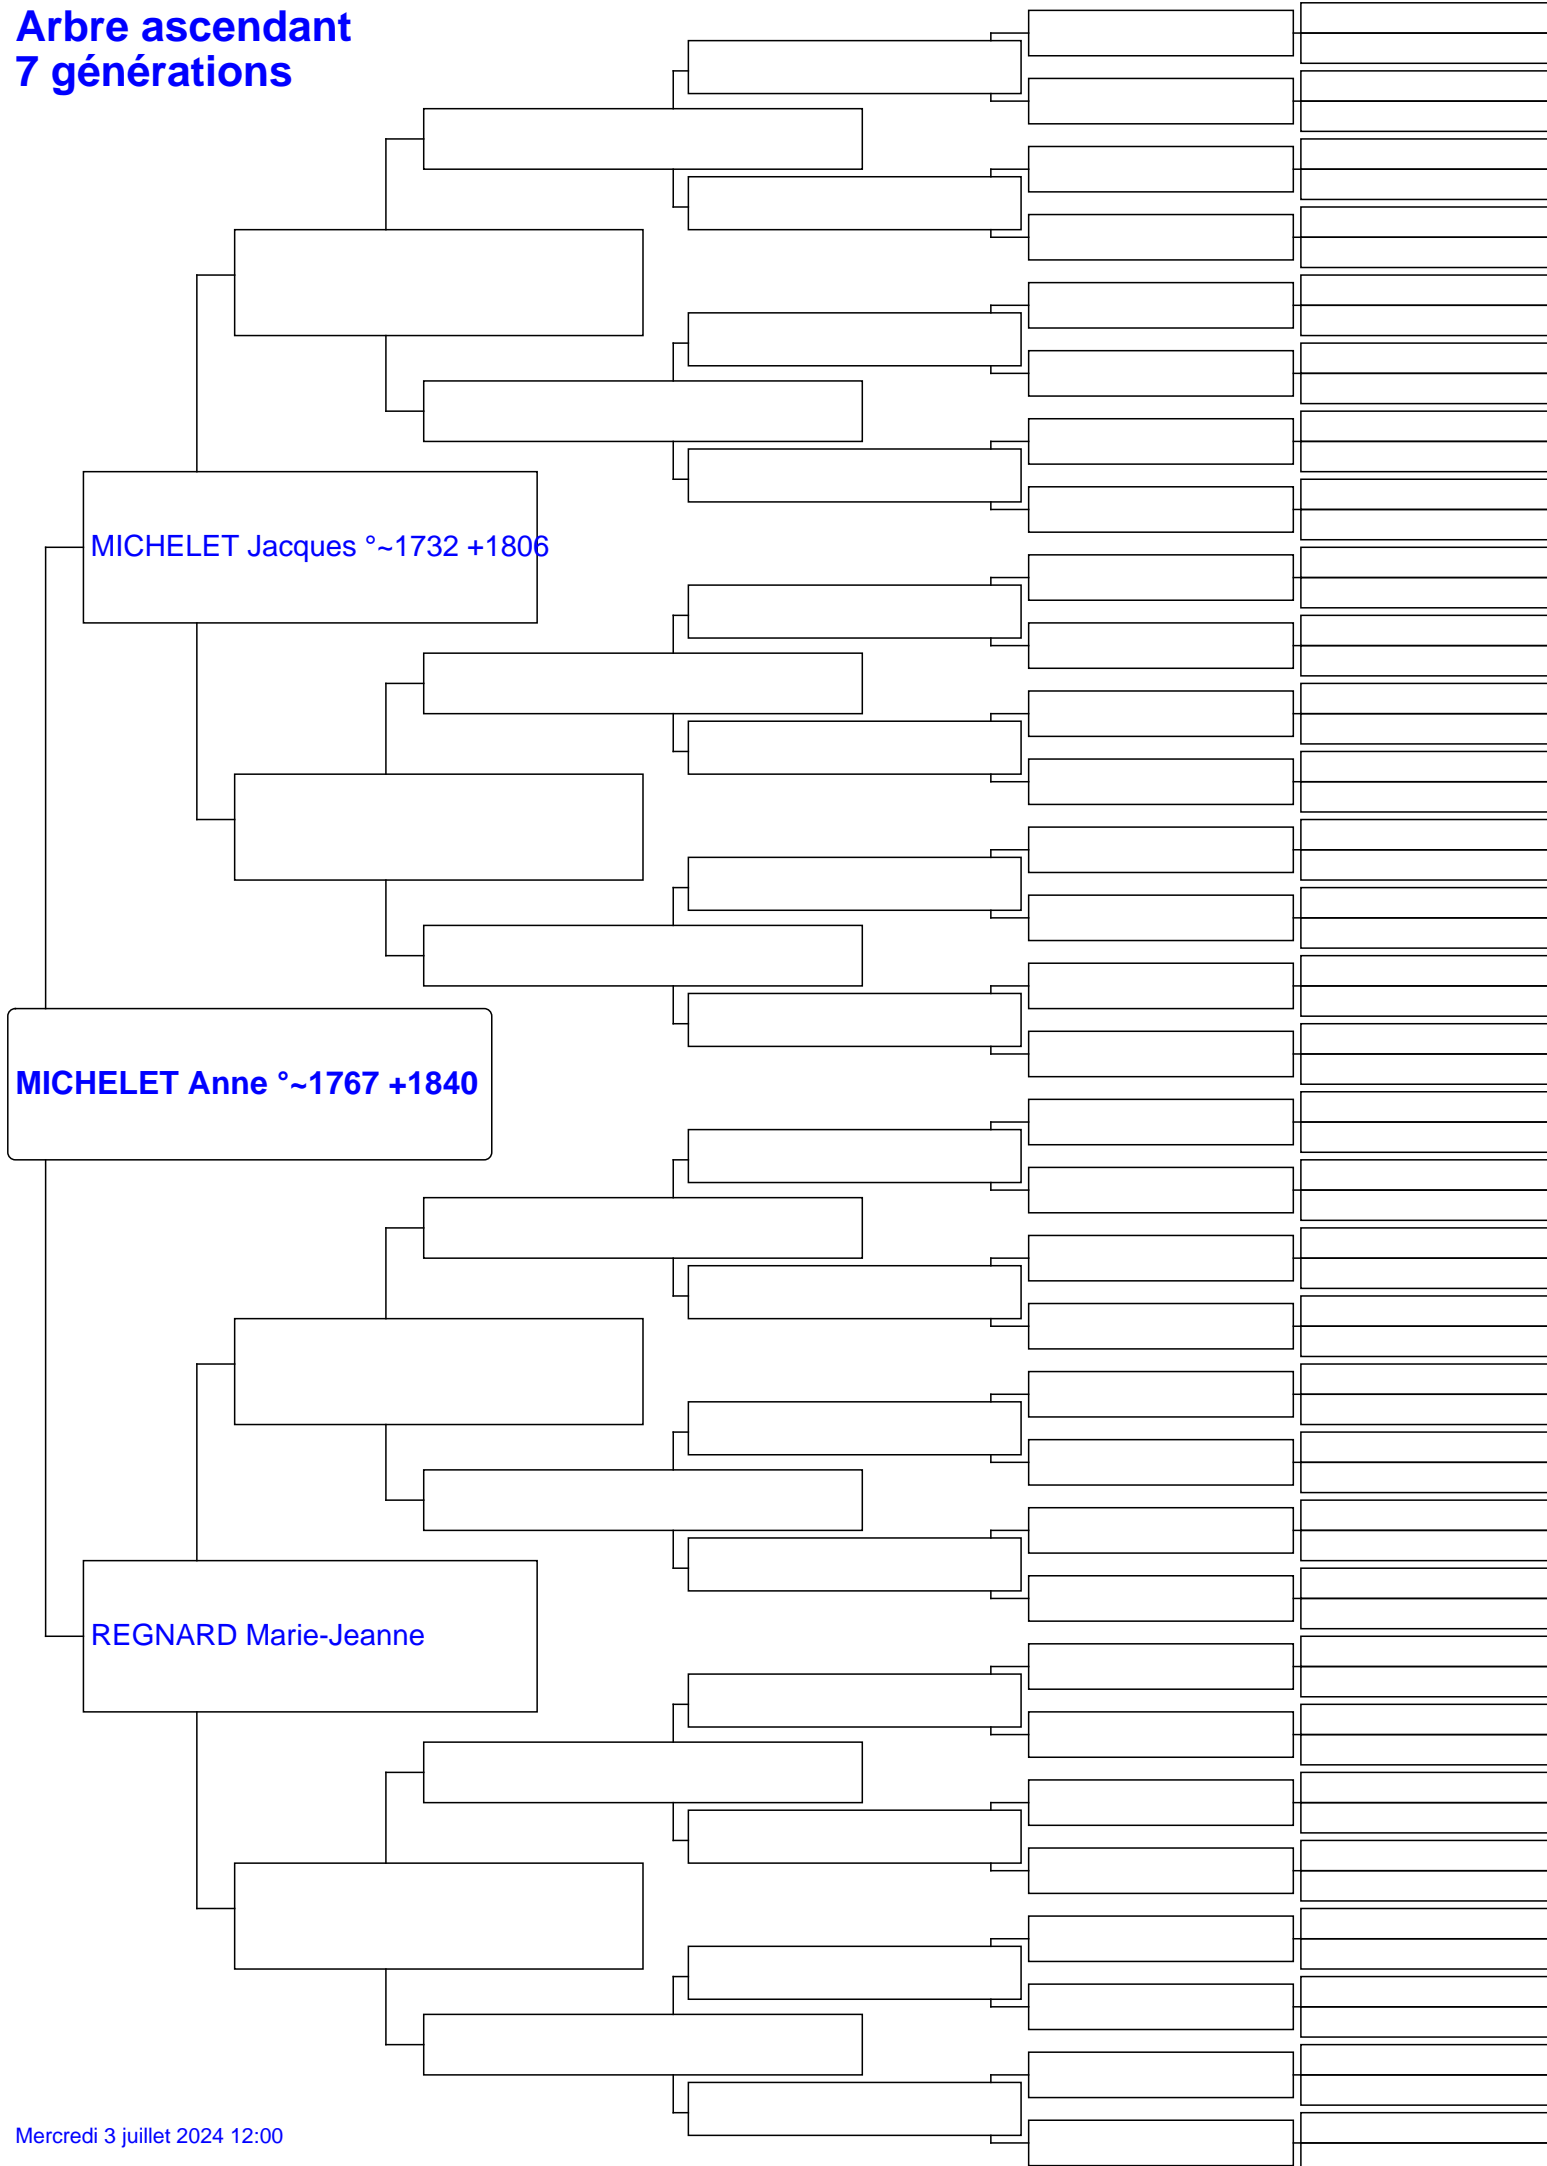 Arbre ascendant
7 générations
MICHELET Jacques °~1732 +1806
MICHELET Anne °~1767 +1840
REGNARD Marie-Jeanne
Mercredi 3 juillet 2024 12:00